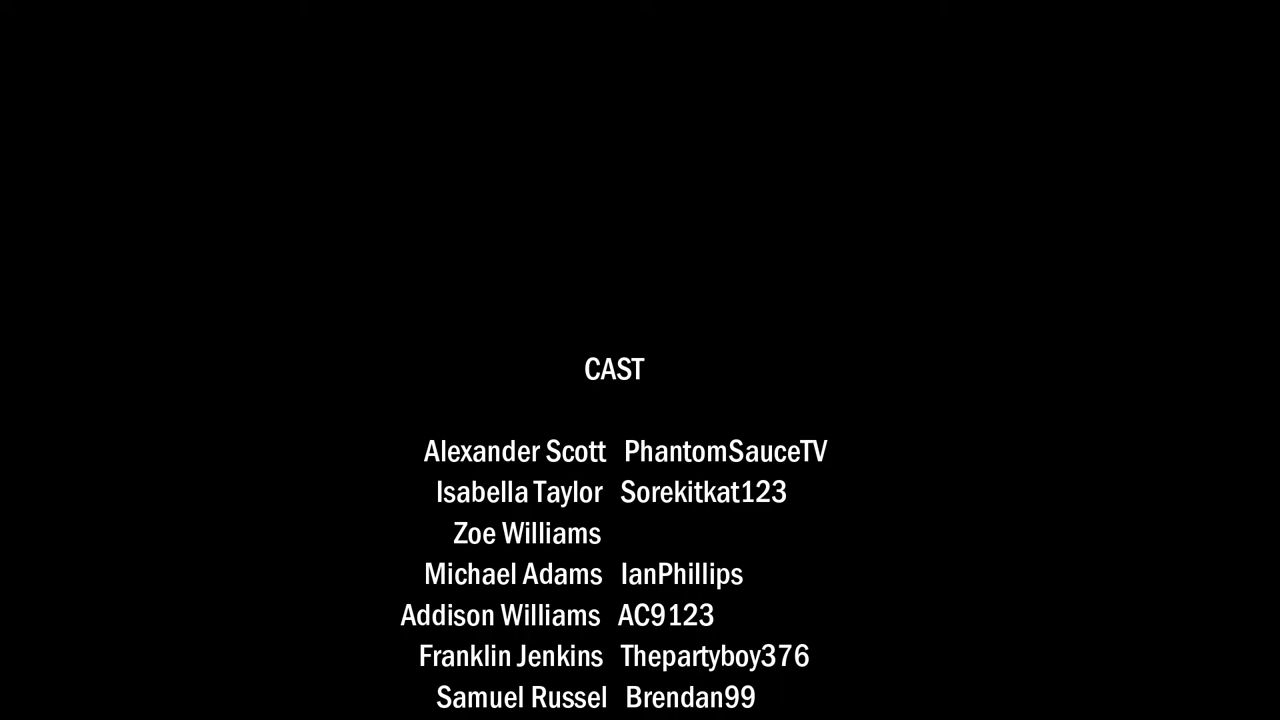 CAST
Alexander Scott PhantomSauceTV
Isabella Taylor Sorekitkat123
Zoe Williams
Michael Adams IanPhillips
Addison Williams AC9123
Franklin Jenkins Thepartyboy376
Samuel Russel Brendan99